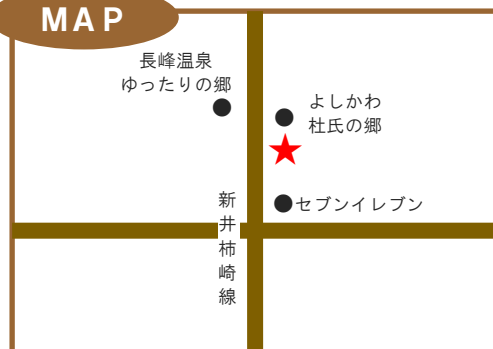 MAP
長峰温泉
ゆったりの郷
よしかわ
杜氏の郷
セブンイレブン
新井柿崎線